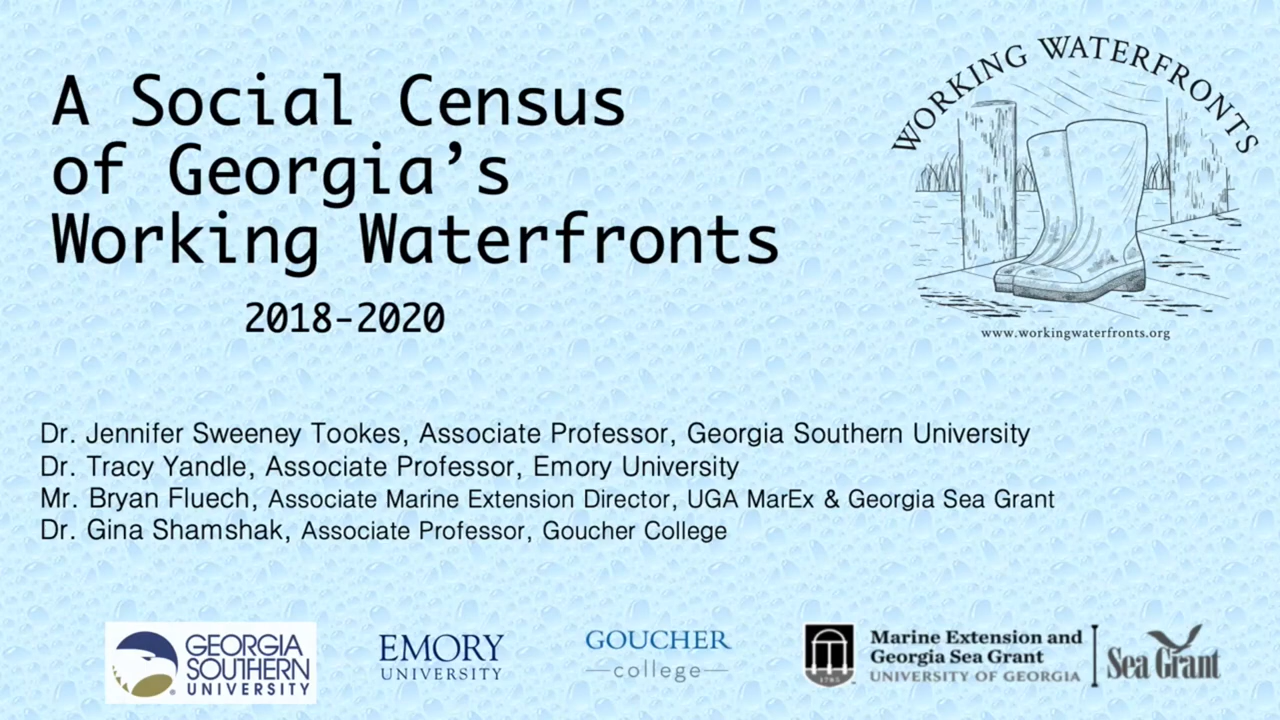 A Social Census
of Georgia’s
Working Waterfronts
2018-2020
WORKING WATERFRONTS
www.workingwaterfronts.org
Dr. Jennifer Sweeney Tookes, Associate Professor, Georgia Southern University
Dr. Tracy Yandle, Associate Professor, Emory University
Mr. Bryan Fluech, Associate Marine Extension Director, UGA MarEx & Georgia Sea Grant
Dr. Gina Shamshak, Associate Professor, Goucher College
GEORGIA
SOUTHERN
UNIVERSITY
EMORY
UNIVERSITY
GOUCHER
college
1785
Marine Extension and
Georgia Sea Grant
UNIVERSITY OF GEORGIA
Sea Grant